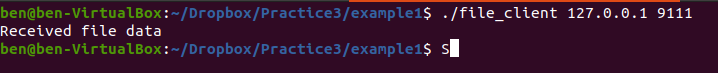 ben@ben-VirtualBox:~/Dropbox/Practice3/example1$ ./file_client 127.0.0.1 9111
Received file data
ben@ben-VirtualBox:~/Dropbox/Practice3/example1$ S